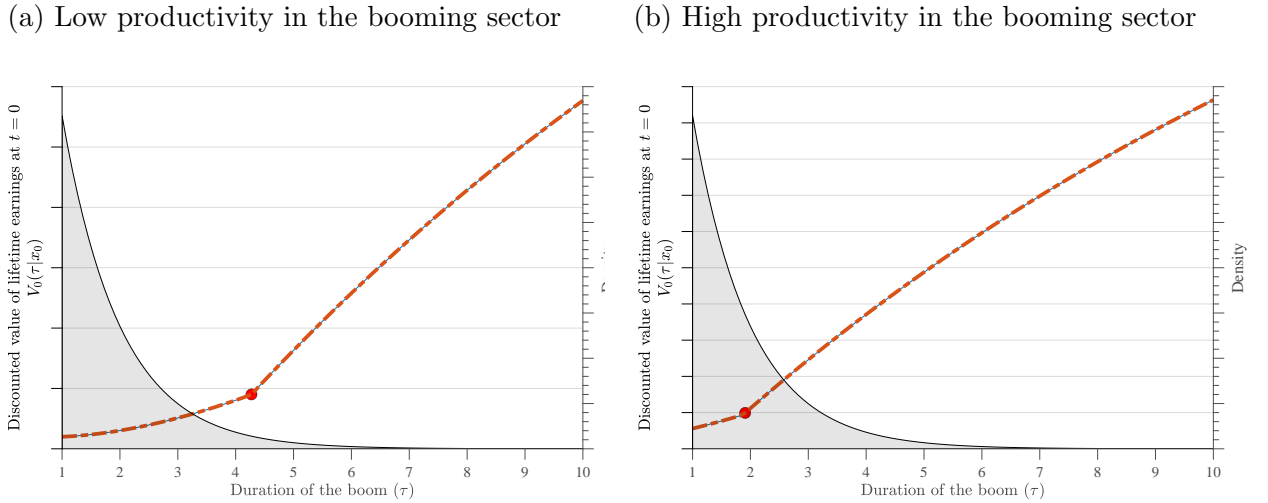 (a) Low productivity in the booming sector
Discounted value of lifetime earnings at t = 0
V₀(τ|x₀)
1 2 3 4 5 6 7 8 9 10
Duration of the boom (τ)
(b) High productivity in the booming sector
Discounted value of lifetime earnings at t = 0
V₀(τ|x₀)
Density
1 2 3 4 5 6 7 8 9 10
Duration of the boom (τ)